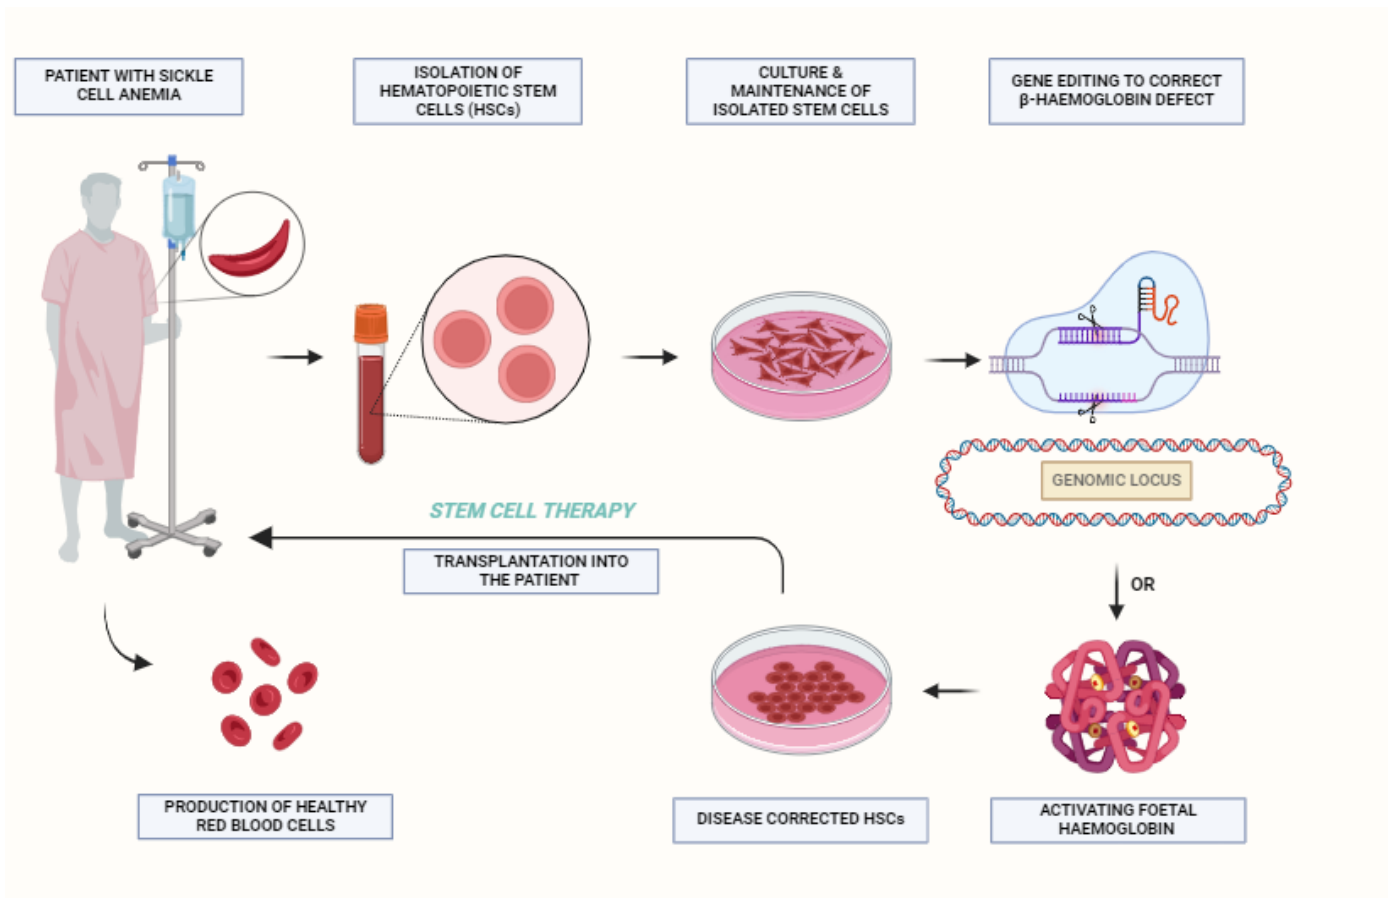 PATIENT WITH SICKLE
CELL ANEMIA
ISOLATION OF
HEMATOPOIETIC STEM
CELLS (HSCs)
CULTURE &
MAINTENANCE OF
ISOLATED STEM CELLS
GENE EDITING TO CORRECT
β-HAEMOGLOBIN DEFECT
GENOMIC LOCUS
STEM CELL THERAPY
TRANSPLANTATION INTO
THE PATIENT
OR
PRODUCTION OF HEALTHY
RED BLOOD CELLS
DISEASE CORRECTED HSCs
ACTIVATING FOETAL
HAEMOGLOBIN